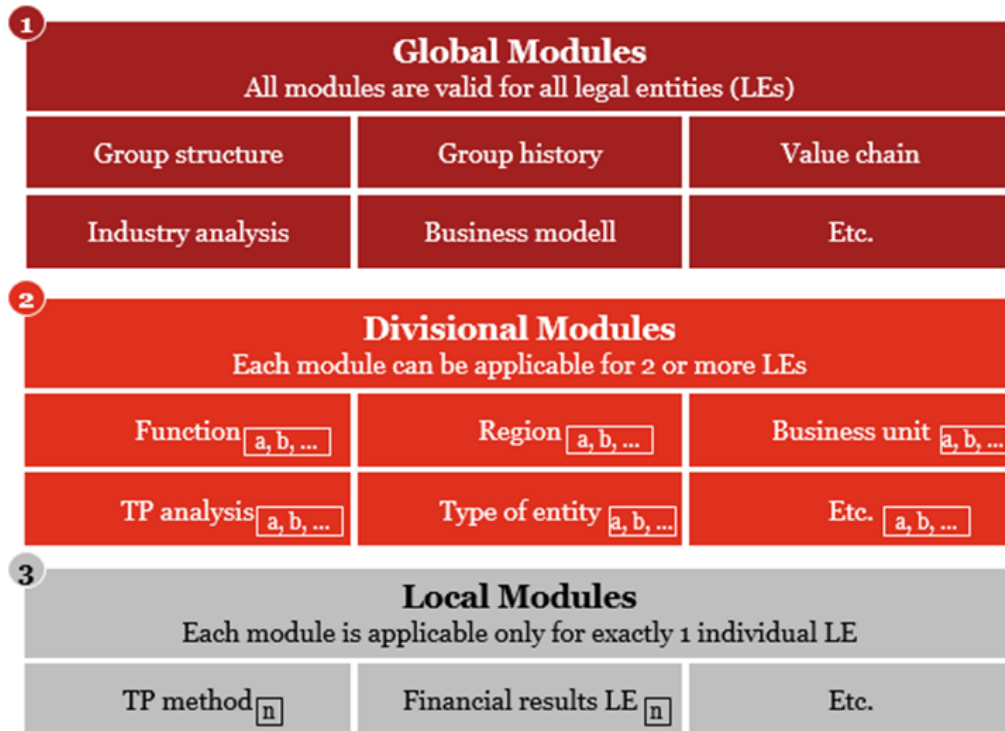 1
Global Modules
All modules are valid for all legal entities (LEs)
Group structure
Group history
Value chain
Industry analysis
Business modell
Etc.
2
Divisional Modules
Each module can be applicable for 2 or more LEs
Function a, b, ...
Region a, b, ...
Business unit a, b, ...
TP analysis a, b, ...
Type of entity a, b, ...
Etc. a, b, ...
3
Local Modules
Each module is applicable only for exactly 1 individual LE
TP method n
Financial results LE n
Etc.